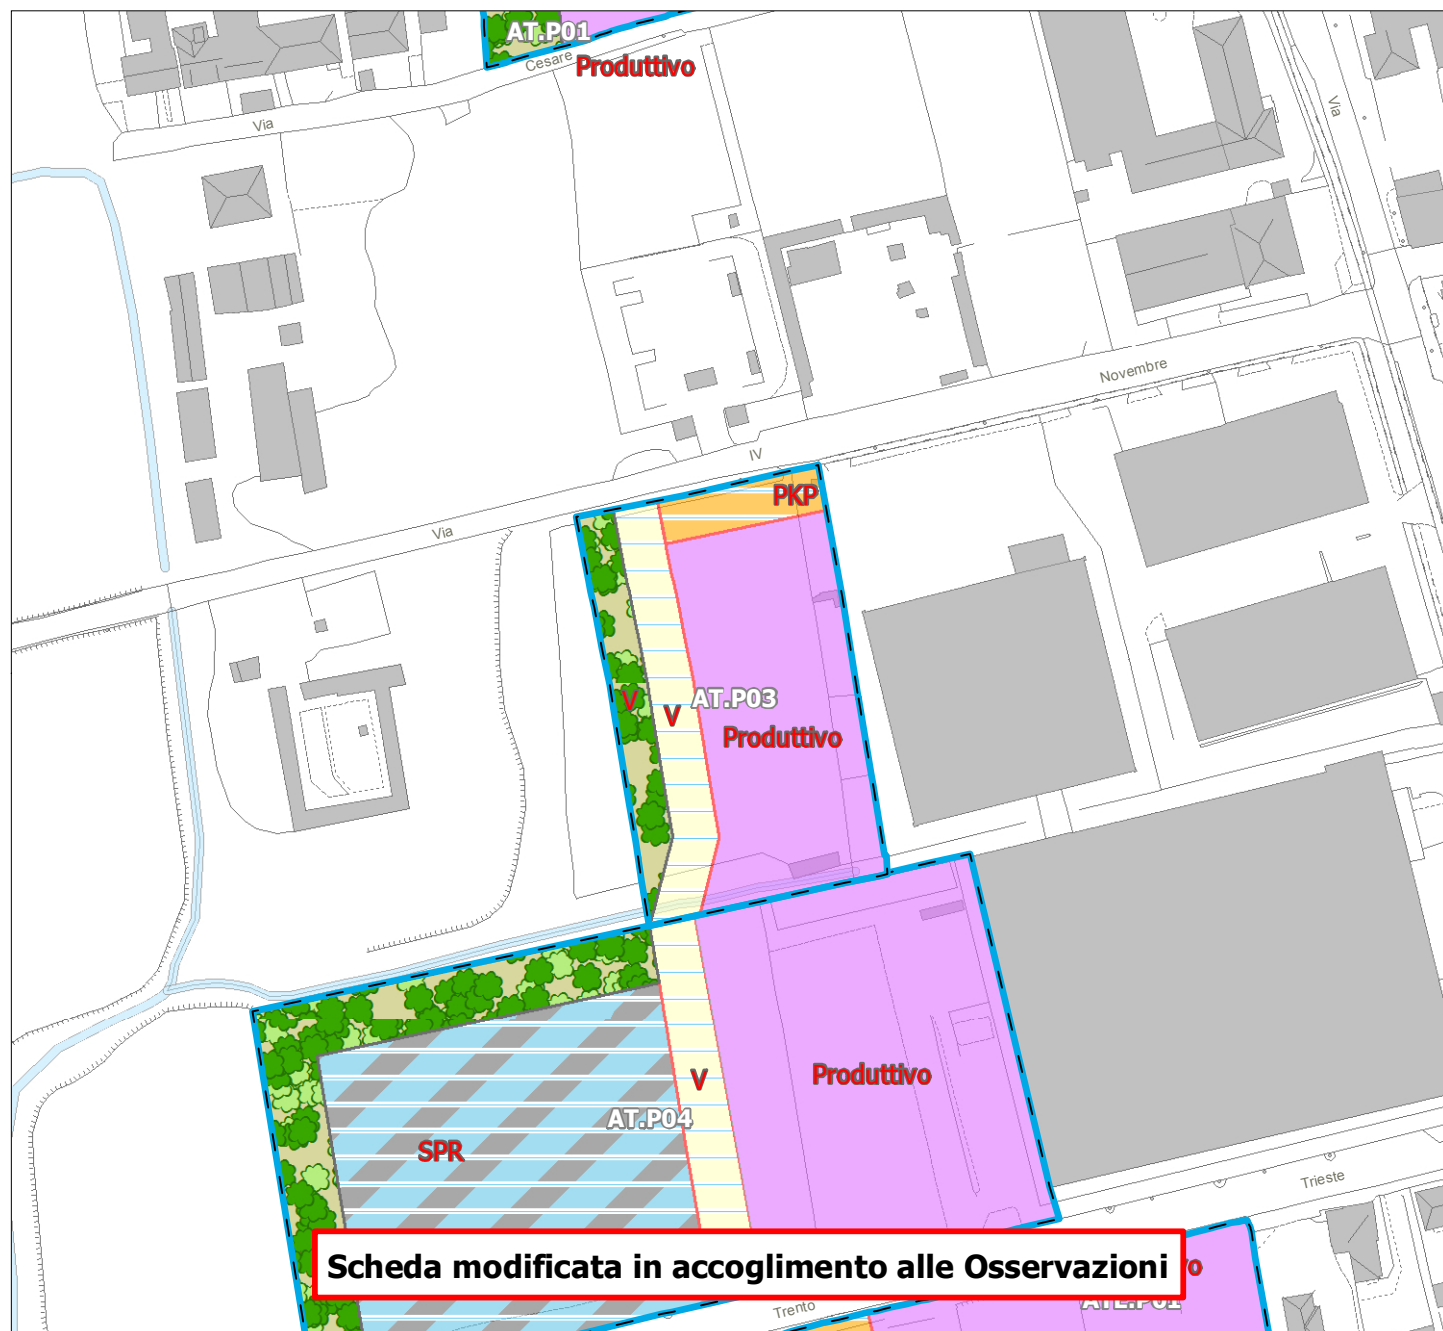 AT.P01
Cesare
Produttivo
Via
Via
Novembre
IV
PKP
Via
V
AT.P03
V
Produttivo
Produttivo
V
AT.P04
SPR
Trieste
Scheda modificata in accoglimento alle Osservazioni
Trento